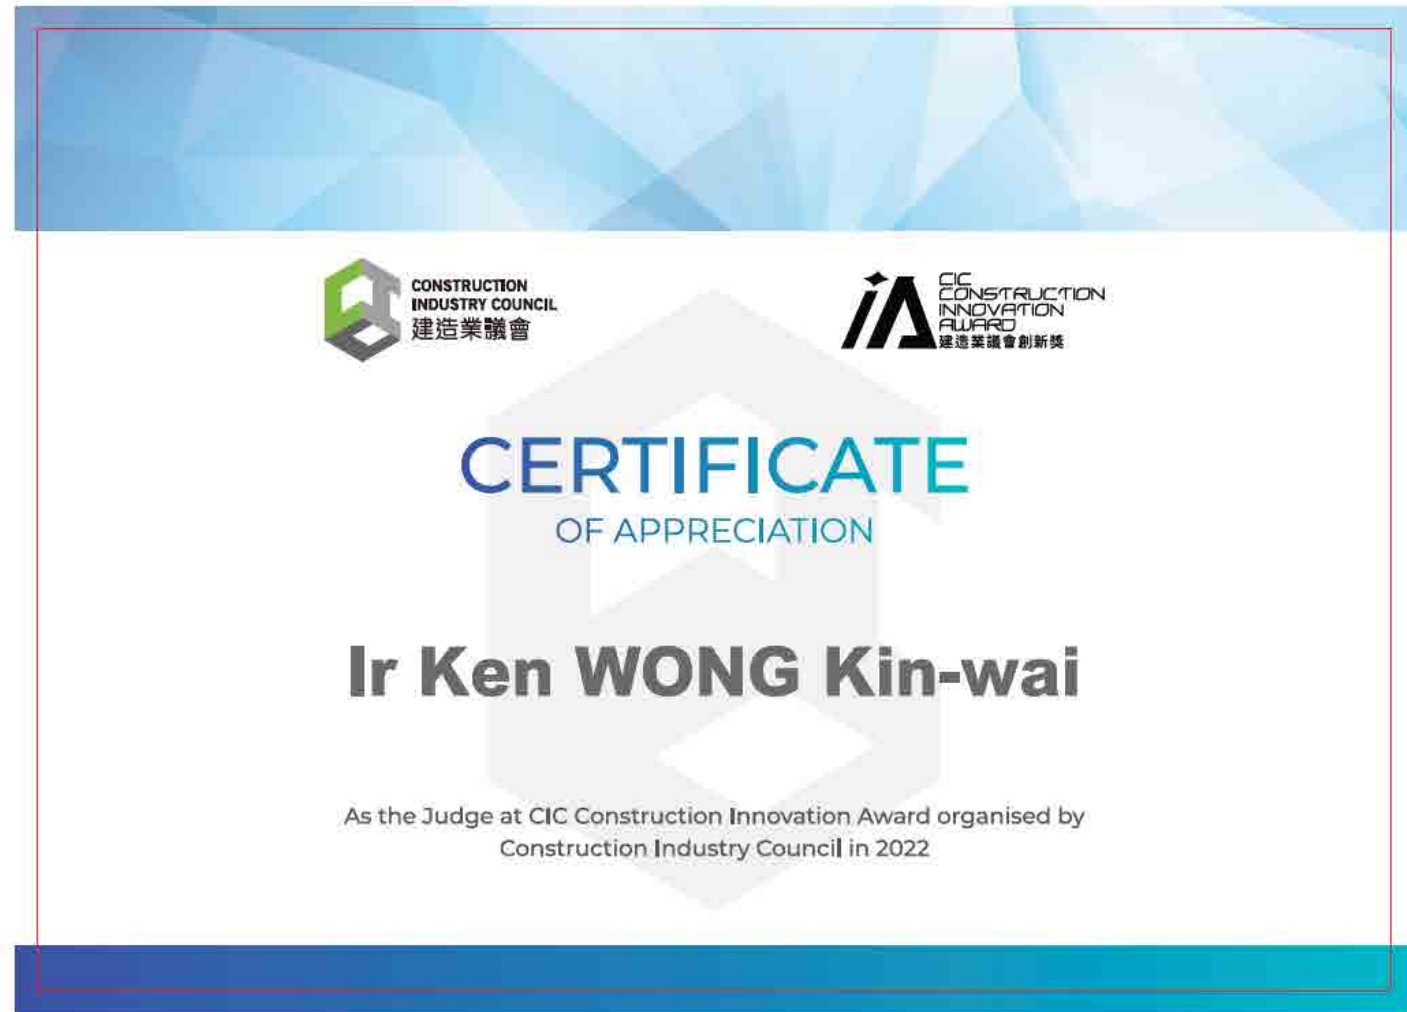 CONSTRUCTION
INDUSTRY COUNCIL
建造業議會
iA
CIC
CONSTRUCTION
INNOVATION
AWARD
建造業議會創新獎
CERTIFICATE
OF APPRECIATION
Ir Ken WONG Kin-wai
As the Judge at CIC Construction Innovation Award organised by
Construction Industry Council in 2022